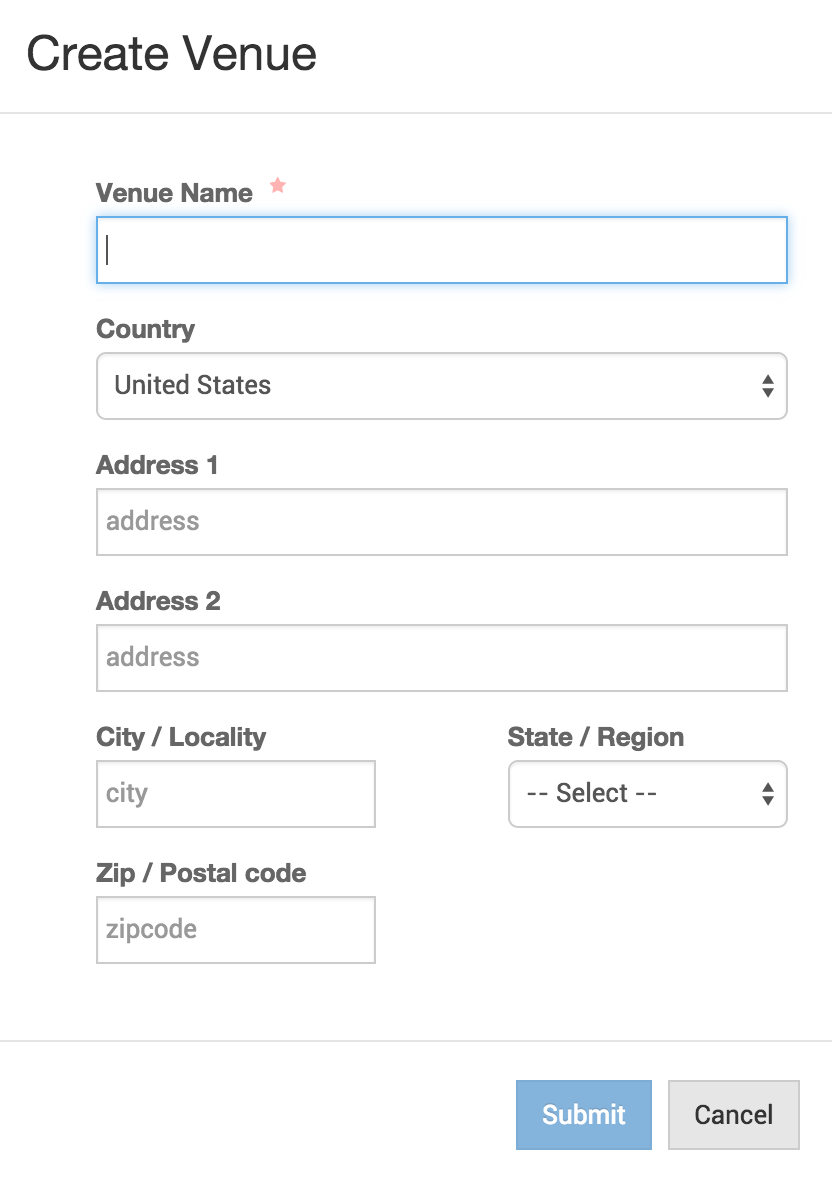 Create Venue
Venue Name
Country
United States
Address 1
address
Address 2
address
City / Locality
State / Region
city
-- Select --
Zip / Postal code
zipcode
Submit
Cancel